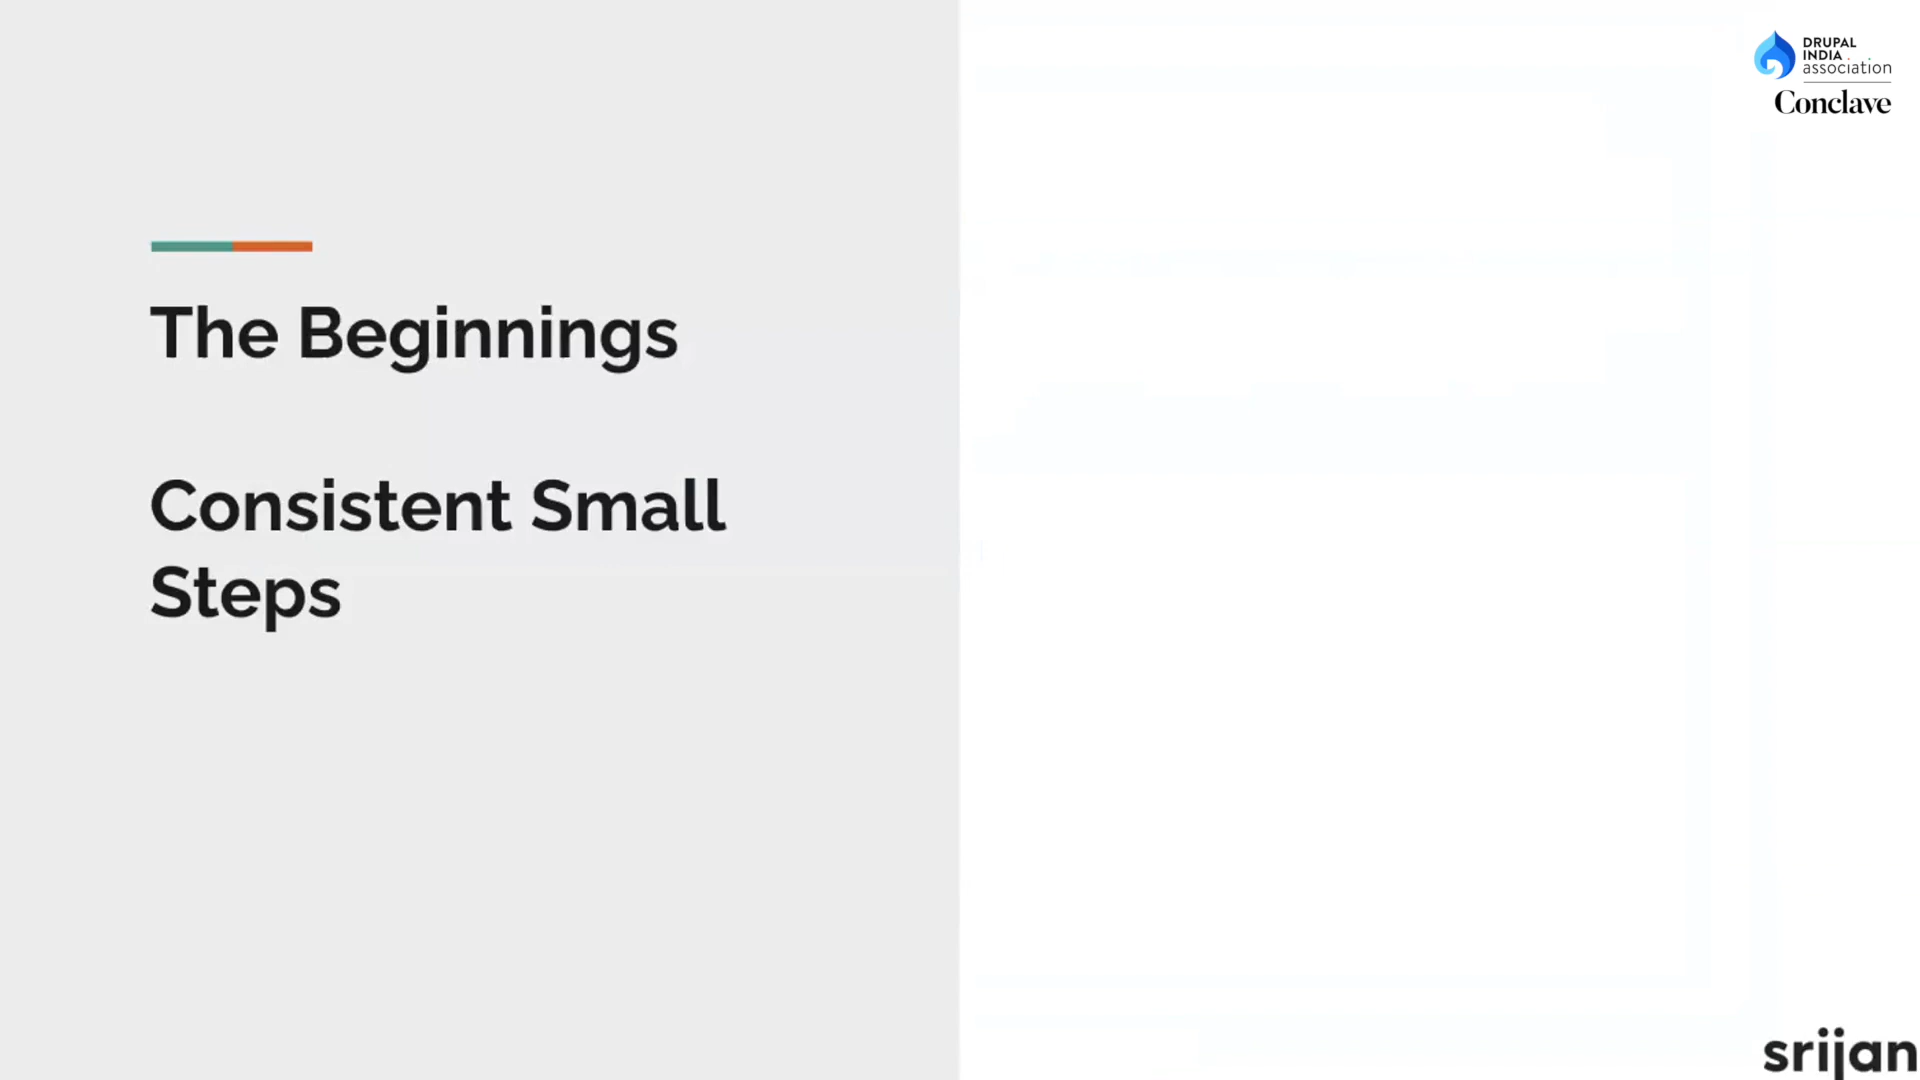 DRUPAL
INDIA
association
Conclave
The Beginnings
Consistent Small
Steps
srijan